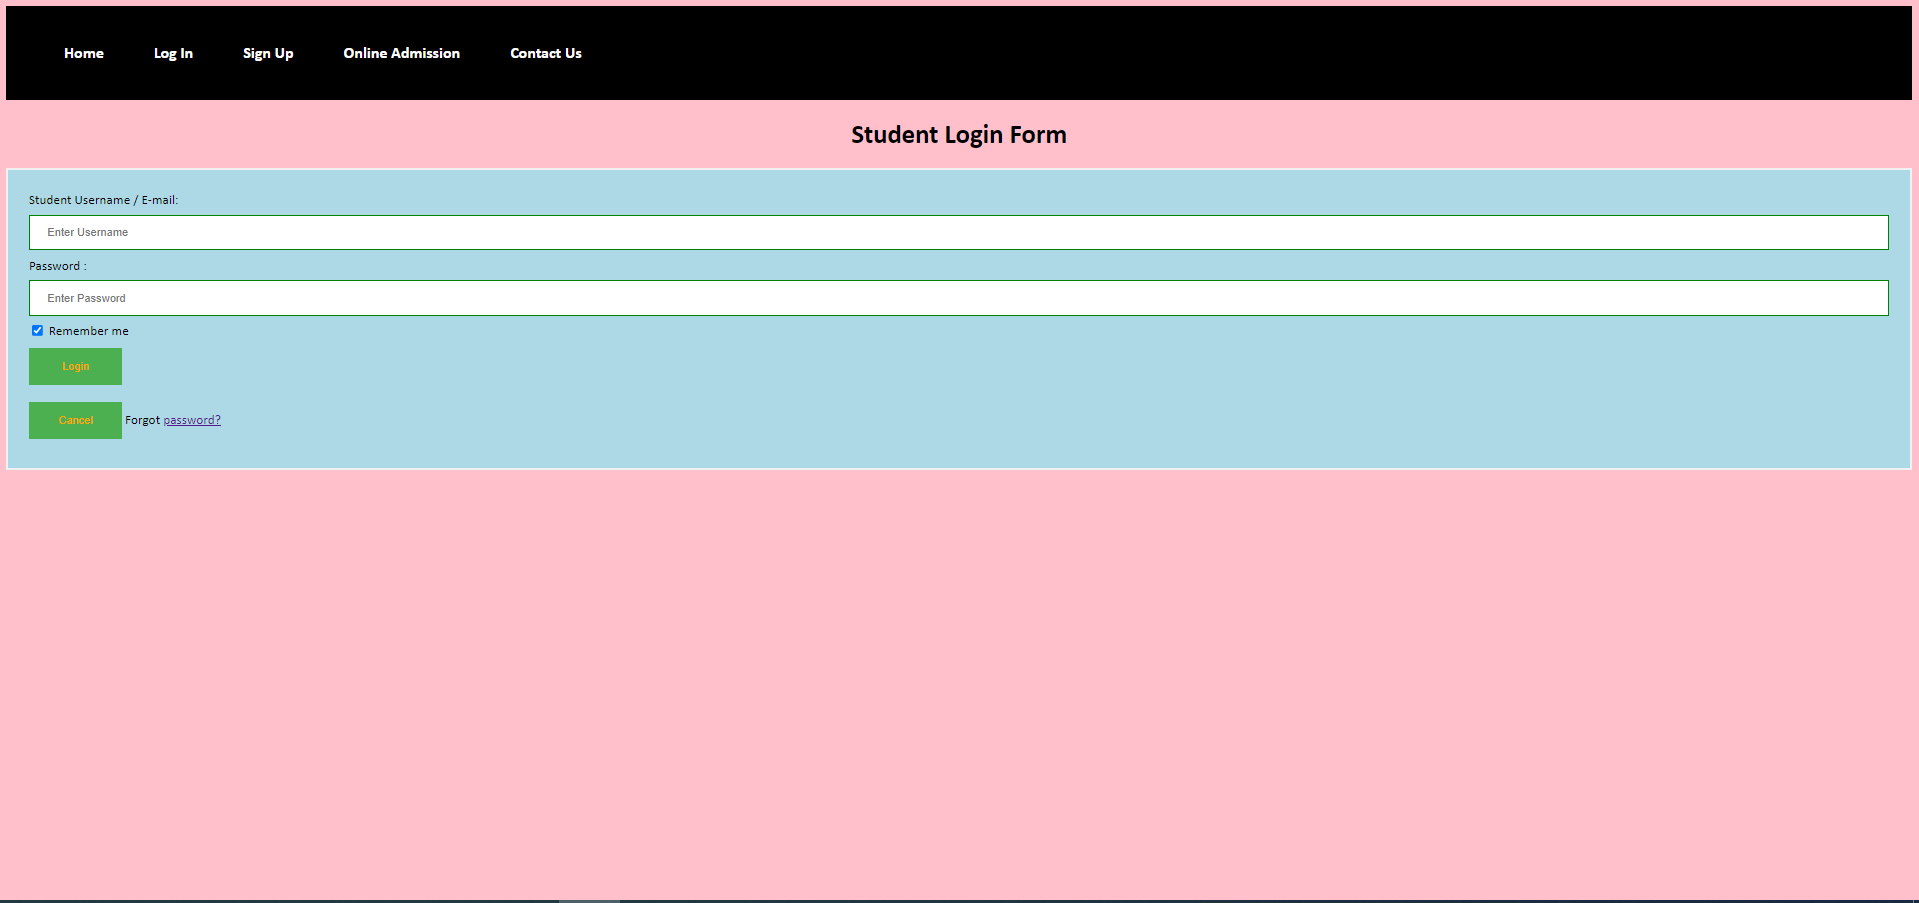 Home Log In Sign Up Online Admission Contact Us
Student Login Form
Student Username / E-mail:
Enter Username
Password :
Enter Password
Remember me
Login
Cancel Forgot password?